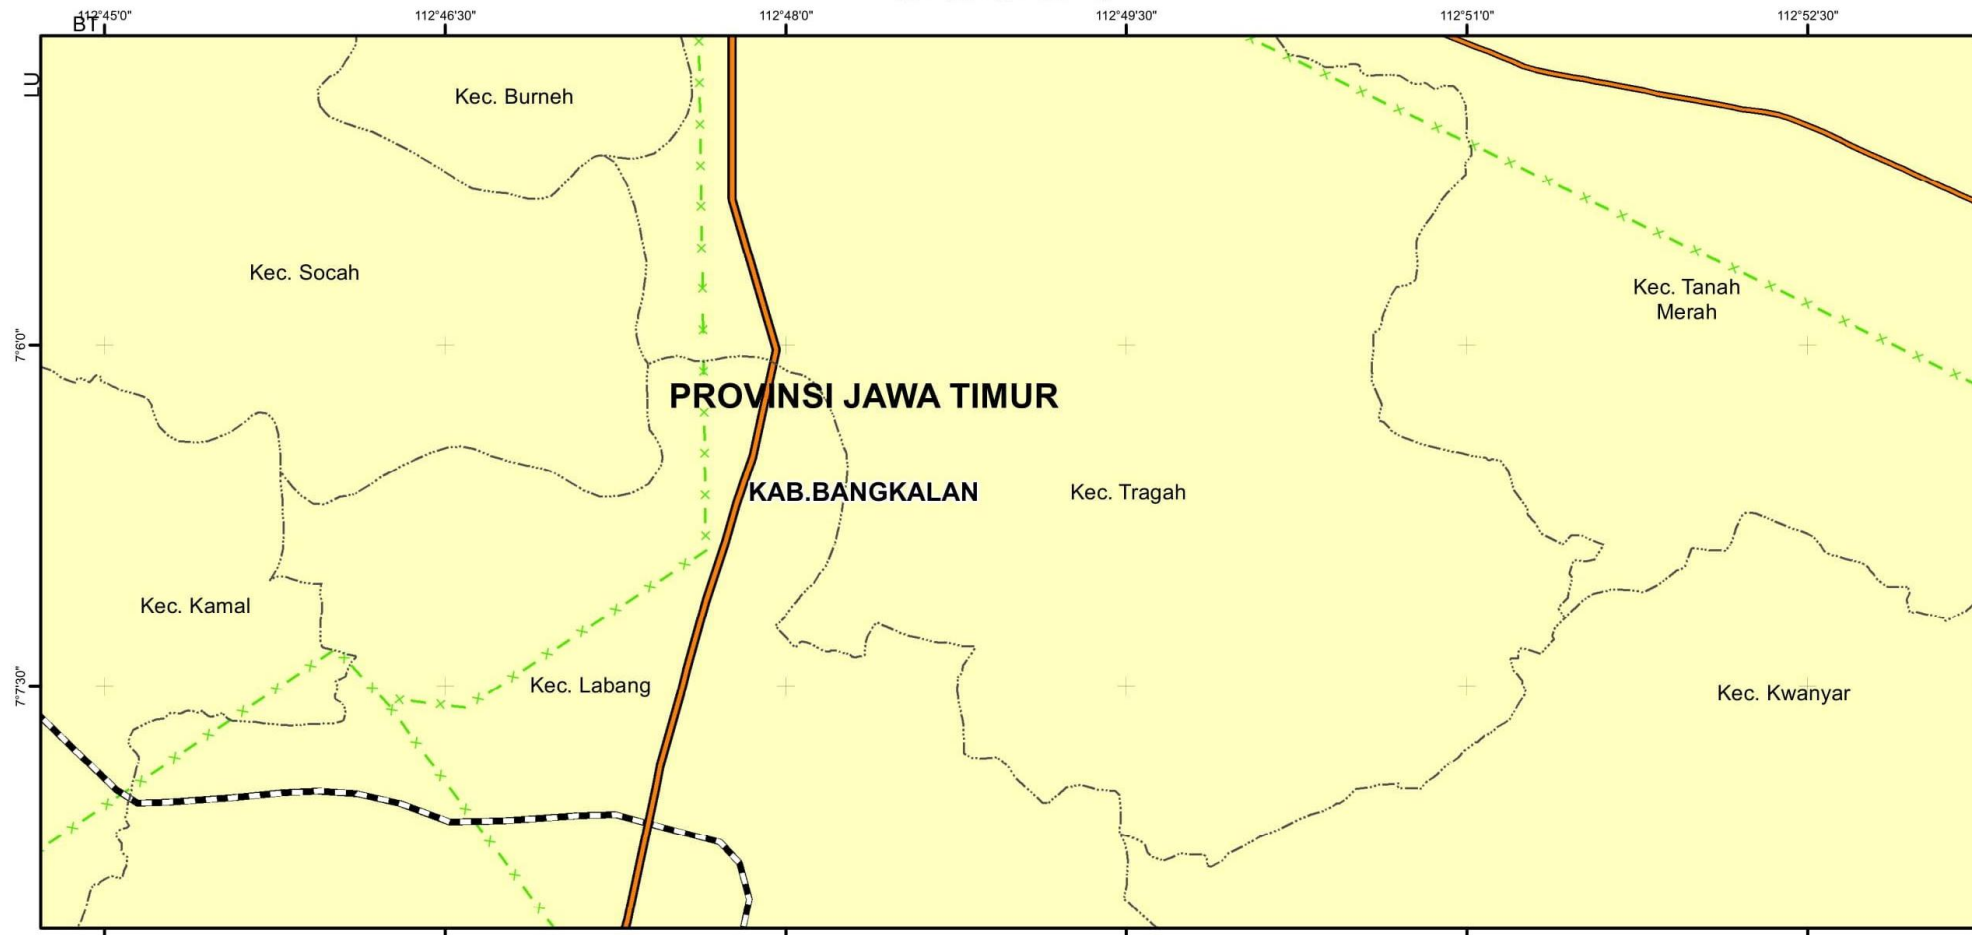 112°45'0"
112°46'30"
112°48'0"
112°49'30"
112°51'0"
112°52'30"
BT
LU
Kec. Burneh
Kec. Socah
Kec. Tanah
Merah
7°6'0"
PROVINSI JAWA TIMUR
KAB.BANGKALAN
Kec. Tragah
Kec. Kamal
Kec. Labang
7°7'30"
Kec. Kwanyar